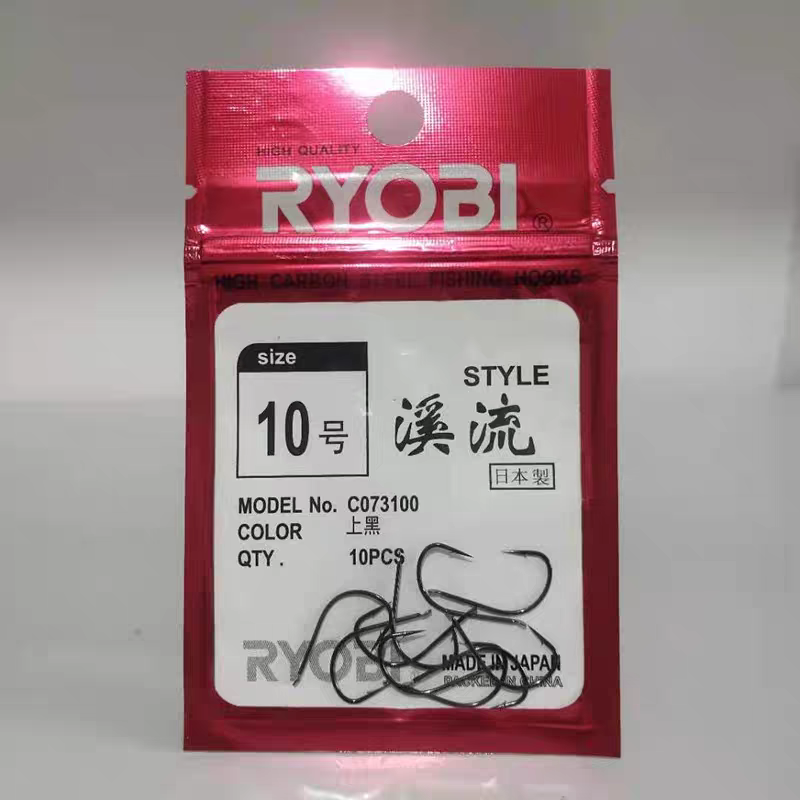 HIGH QUALITY
RYOBI®
HIGH CARBON STEEL FISHING HOOKS
size
10号
STYLE
溪流
日本製
MODEL No. C073100
COLOR 上黑
QTY. 10PCS
RYOBI
MADE IN JAPAN
PACKED IN CHINA